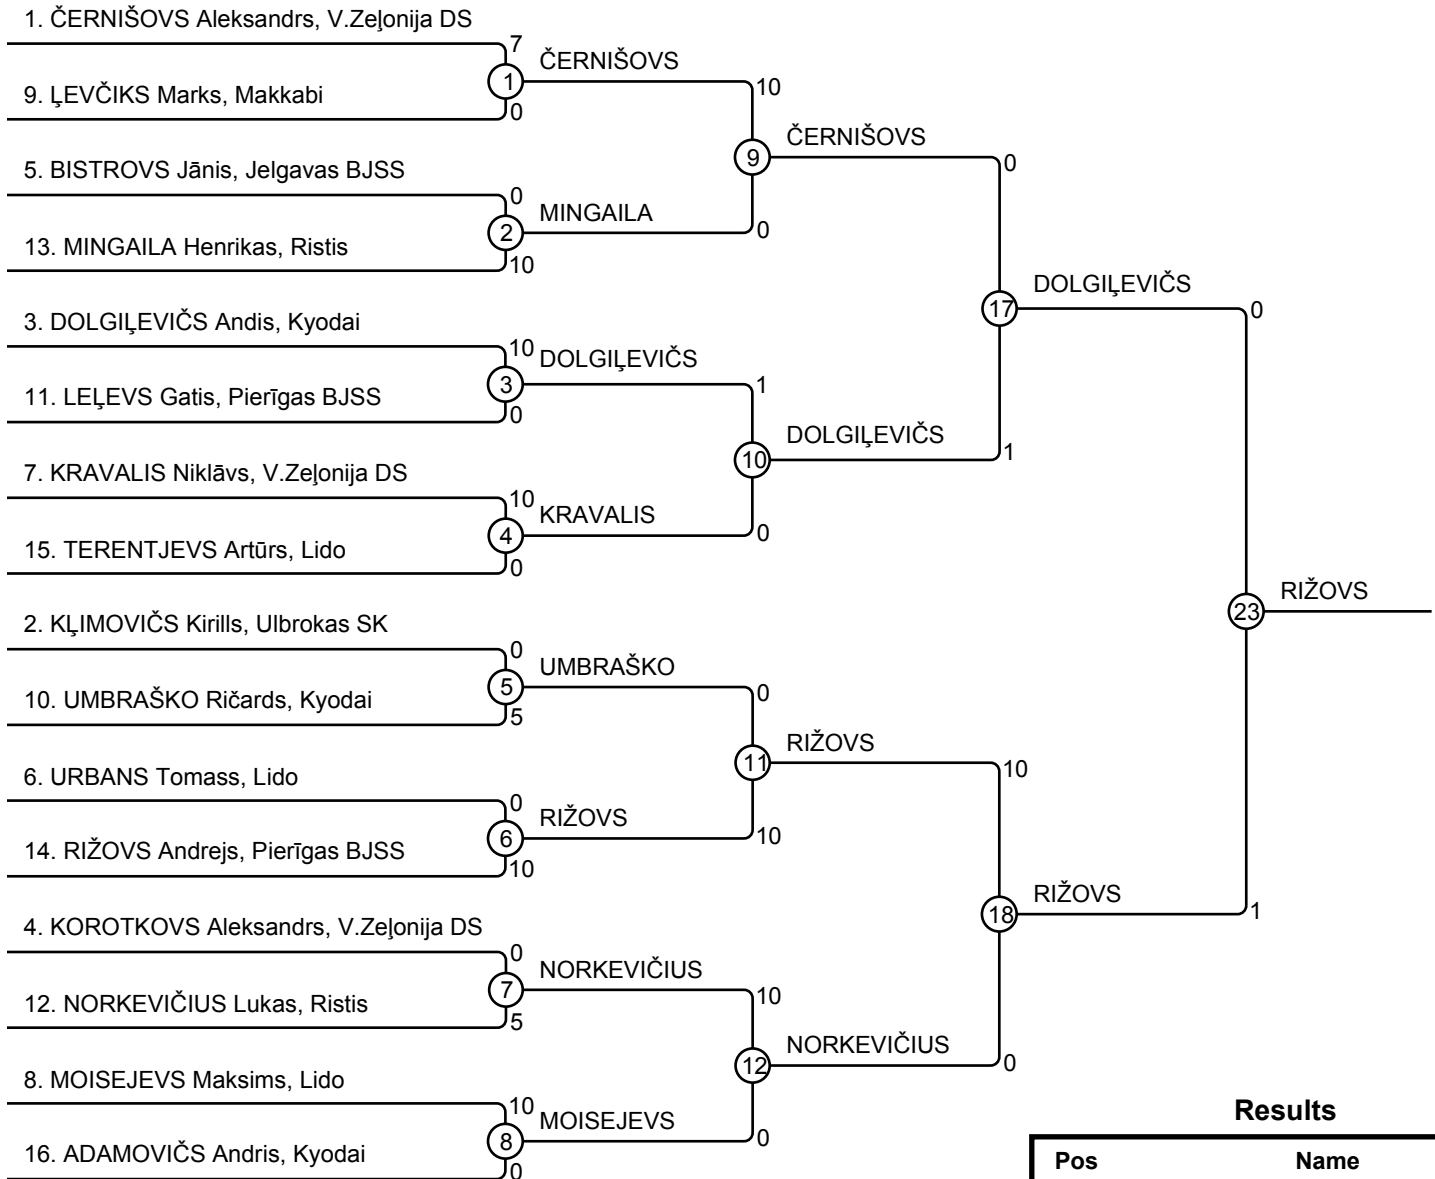 1. ČERNIŠOVS Aleksandrs, V.Zeļonija DS
7
ČERNIŠOVS
1
10
9. ĻEVČIKS Marks, Makkabi
0
ČERNIŠOVS
9
0
5. BISTROVS Jānis, Jelgavas BJSS
0
MINGAILA
2
0
13. MINGAILA Henrikas, Ristis
10
DOLGIĻEVIČS
17
0
3. DOLGIĻEVIČS Andis, Kyodai
10
DOLGIĻEVIČS
3
1
11. LEĻEVS Gatis, Pierīgas BJSS
0
DOLGIĻEVIČS
10
1
7. KRAVALIS Niklāvs, V.Zeļonija DS
10
KRAVALIS
4
0
15. TERENTJEVS Artūrs, Lido
0
RIŽOVS
23
2. KĻIMOVIČS Kirills, Ulbrokas SK
0
UMBRAŠKO
5
0
10. UMBRAŠKO Ričards, Kyodai
5
RIŽOVS
11
10
6. URBANS Tomass, Lido
0
RIŽOVS
6
10
14. RIŽOVS Andrejs, Pierīgas BJSS
10
RIŽOVS
18
1
4. KOROTKOVS Aleksandrs, V.Zeļonija DS
0
NORKEVIČIUS
7
10
12. NORKEVIČIUS Lukas, Ristis
5
NORKEVIČIUS
12
0
8. MOISEJEVS Maksims, Lido
10
MOISEJEVS
8
0
16. ADAMOVIČS Andris, Kyodai
0
Results
Pos Name